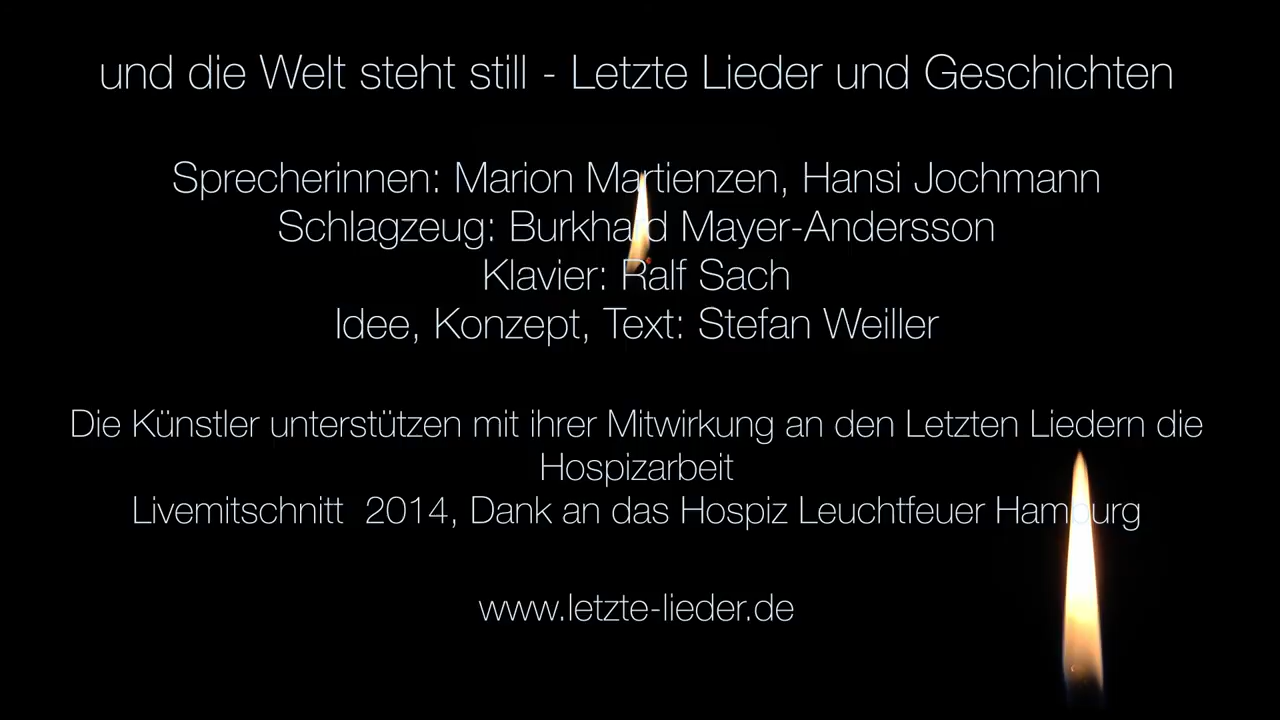 und die Welt steht still - Letzte Lieder und Geschichten
Sprecherinnen: Marion Martienzen, Hansi Jochmann
Schlagzeug: Burkhard Mayer-Andersson
Klavier: Ralf Sach
Idee, Konzept, Text: Stefan Weiller
Die Künstler unterstützen mit ihrer Mitwirkung an den Letzten Liedern die
Hospizarbeit
Livemitschnitt  2014, Dank an das Hospiz Leuchtfeuer Hamburg
www.letzte-lieder.de